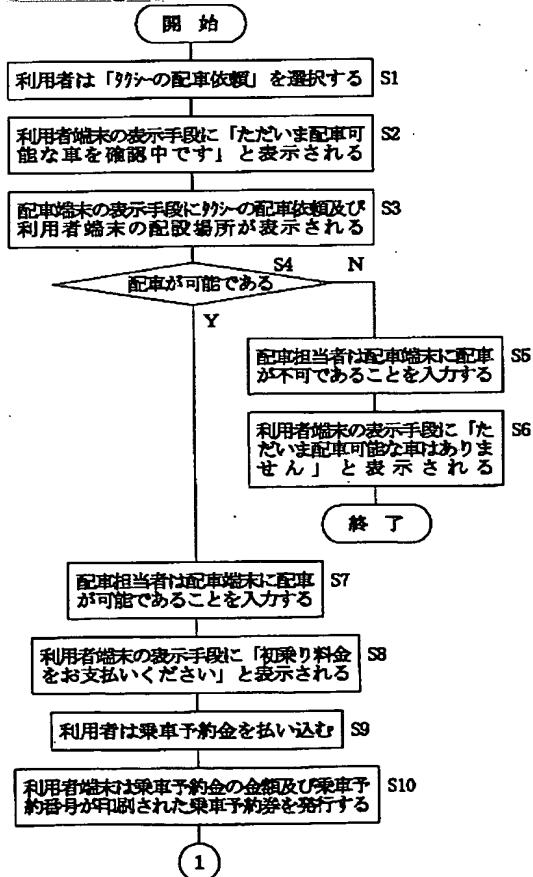 開 始
利用者は「タクシーの配車依頼」を選択する S1
利用者端末の表示手段に「ただいま配車可
能な車を確認中です」と表示される
S2
配車端末の表示手段にタクシーの配車依頼及び
利用者端末の配設場所が表示される
S3
S4
配車が可能である
N
Y
配車担当者は配車端末に配車
が不可であることを入力する
S5
利用者端末の表示手段に「た
だいま配車可能な車はありま
せん」と表示される
S6
終 了
配車担当者は配車端末に配車
が可能であることを入力する
S7
利用者端末の表示手段に「初乗り料金
をお支払いください」と表示される
S8
利用者は乗車予約金を払い込む S9
利用者端末は乗車予約金の金額及び乗車予
約番号が印刷された乗車予約券を発行する
S10
1